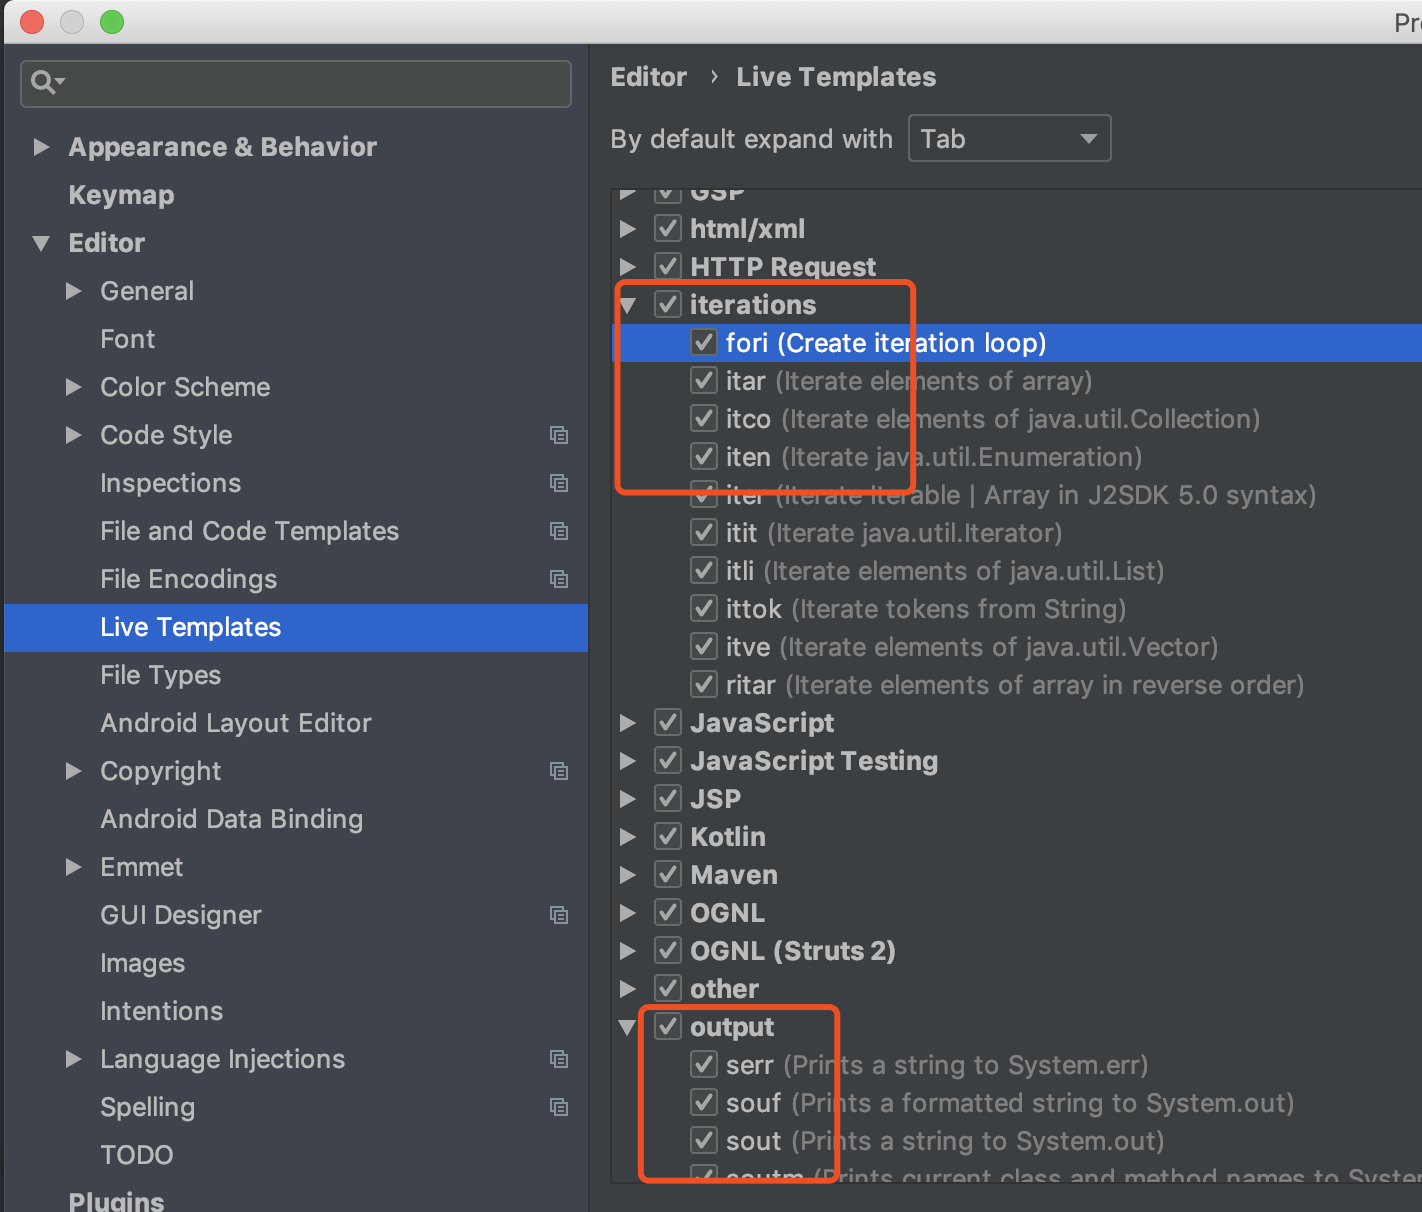 Pre
Appearance & Behavior
Keymap
Editor
General
Font
Color Scheme
Code Style
Inspections
File and Code Templates
File Encodings
Live Templates
File Types
Android Layout Editor
Copyright
Android Data Binding
Emmet
GUI Designer
Images
Intentions
Language Injections
Spelling
TODO
Plugins
Editor › Live Templates
By default expand with Tab
GSP
html/xml
HTTP Request
iterations
fori (Create iteration loop)
itar (Iterate elements of array)
itco (Iterate elements of java.util.Collection)
iten (Iterate java.util.Enumeration)
iter (Iterate Iterable | Array in J2SDK 5.0 syntax)
itit (Iterate java.util.Iterator)
itli (Iterate elements of java.util.List)
ittok (Iterate tokens from String)
itve (Iterate elements of java.util.Vector)
ritar (Iterate elements of array in reverse order)
JavaScript
JavaScript Testing
JSP
Kotlin
Maven
OGNL
OGNL (Struts 2)
other
output
serr (Prints a string to System.err)
souf (Prints a formatted string to System.out)
sout (Prints a string to System.out)
soutm (Prints current class and method names to Syste